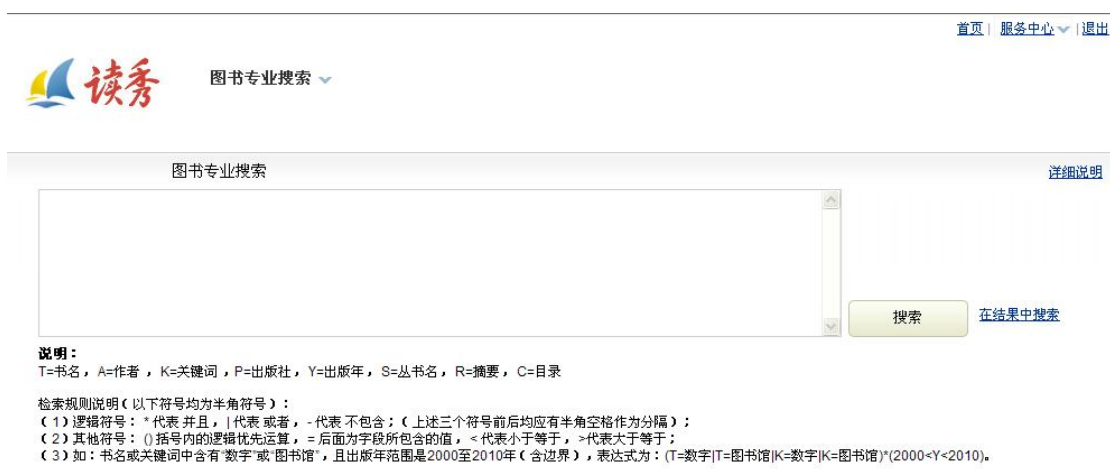 首页 | 服务中心 | 退出
读秀 图书专业搜索
图书专业搜索 详细说明
搜索 在结果中搜索
说明：
T=书名，A=作者，K=关键词，P=出版社，Y=出版年，S=丛书名，R=摘要，C=目录
检索规则说明（以下符号均为半角符号）：
（1）逻辑符号：* 代表 并且，| 代表 或者，- 代表 不包含；（上述三个符号前后均应有半角空格作为分隔）；
（2）其他符号：() 括号内的逻辑优先运算，= 后面为字段所包含的值，< 代表小于等于，>代表大于等于；
（3）如：书名或关键词中含有"数字"或"图书馆"，且出版年范围是2000至2010年（含边界），表达式为：(T=数字|T=图书馆|K=数字|K=图书馆)*(2000<Y<2010)。